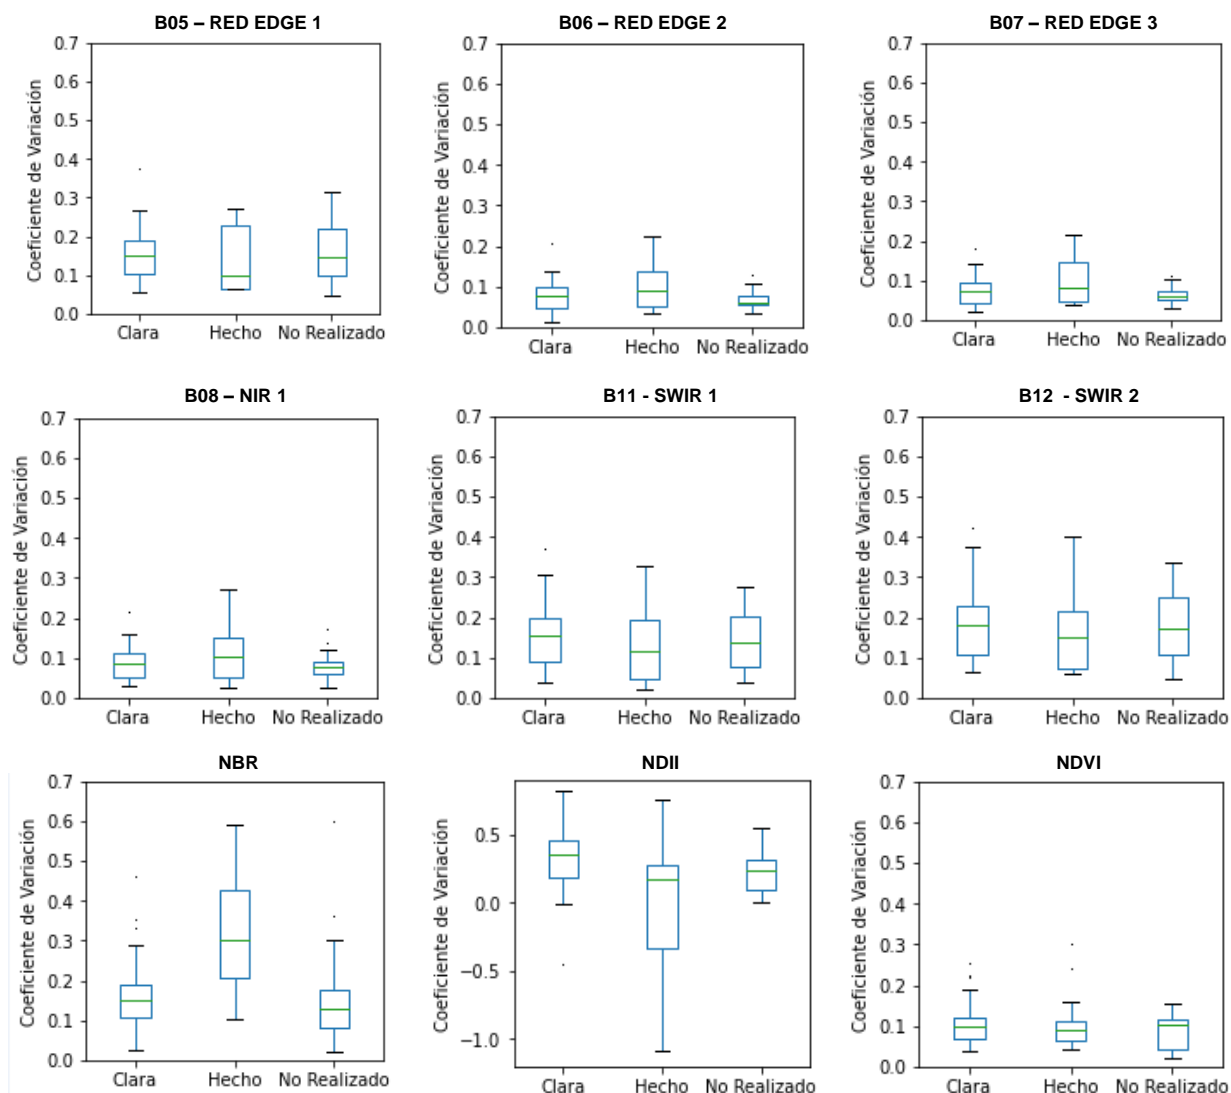 B05 – RED EDGE 1
0.7
0.6
0.5
0.4
0.3
0.2
0.1
0.0
Coeficiente de Variación
Clara Hecho No Realizado
B06 – RED EDGE 2
0.7
0.6
0.5
0.4
0.3
0.2
0.1
0.0
Coeficiente de Variación
Clara Hecho No Realizado
B07 – RED EDGE 3
0.7
0.6
0.5
0.4
0.3
0.2
0.1
0.0
Coeficiente de Variación
Clara Hecho No Realizado
B08 – NIR 1
0.7
0.6
0.5
0.4
0.3
0.2
0.1
0.0
Coeficiente de Variación
Clara Hecho No Realizado
B11 - SWIR 1
0.7
0.6
0.5
0.4
0.3
0.2
0.1
0.0
Coeficiente de Variación
Clara Hecho No Realizado
B12 - SWIR 2
0.7
0.6
0.5
0.4
0.3
0.2
0.1
0.0
Coeficiente de Variación
Clara Hecho No Realizado
NBR
0.7
0.6
0.5
0.4
0.3
0.2
0.1
0.0
Coeficiente de Variación
Clara Hecho No Realizado
NDII
0.5
0.0
−0.5
−1.0
Coeficiente de Variación
Clara Hecho No Realizado
NDVI
0.7
0.6
0.5
0.4
0.3
0.2
0.1
0.0
Coeficiente de Variación
Clara Hecho No Realizado